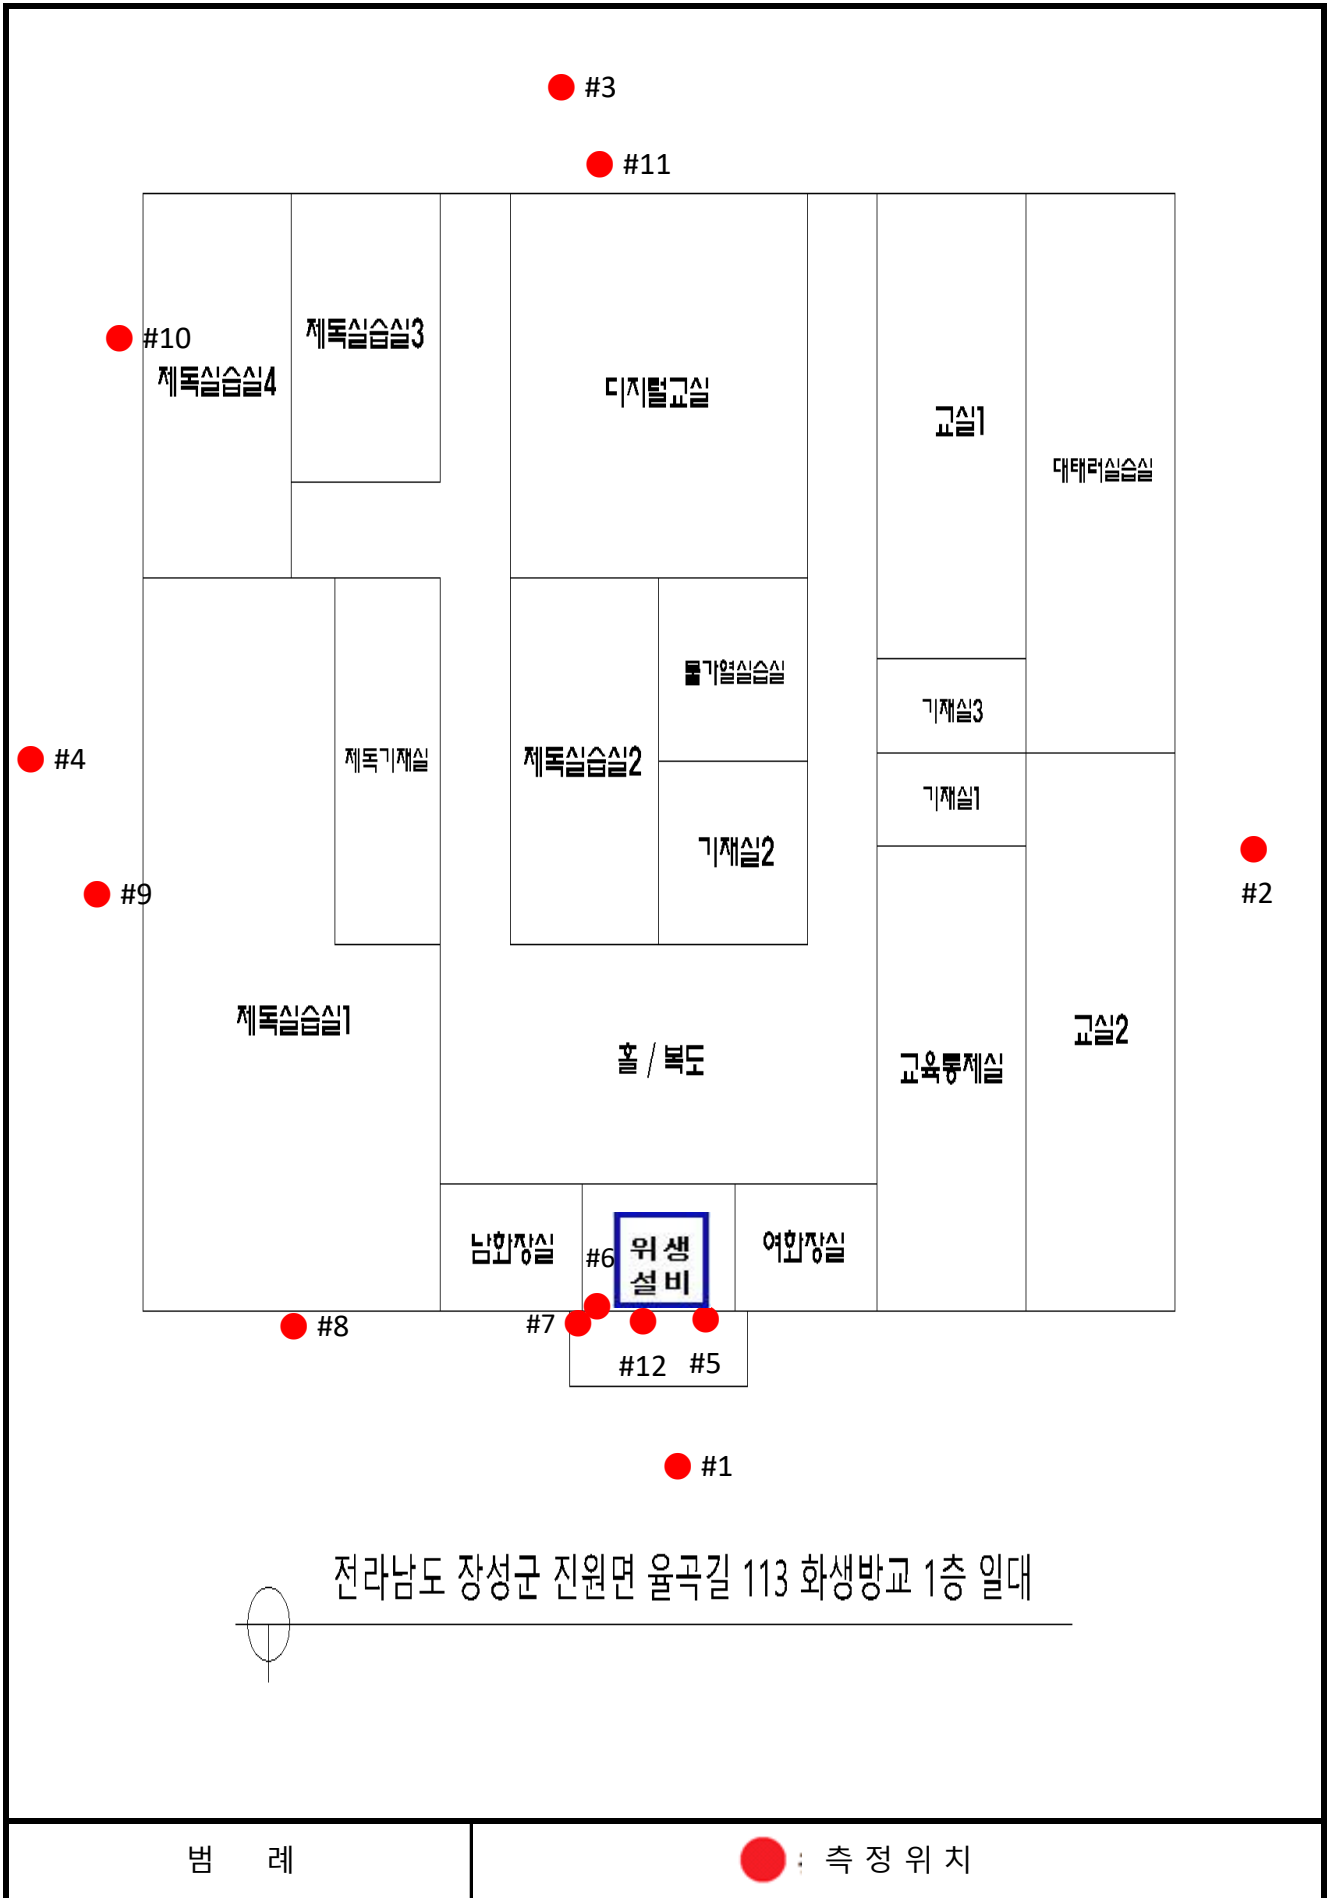 #3
#11
#10
제독실습실3
제독실습실4
디지털교실
교실1
대태러실습실
물가열실습실
기재실3
#4
제독기재실
제독실습실2
기재실1
기재실2
#2
#9
제독실습실1
홀 / 복도
교육통제실
교실2
남화장실
#6
위생
설비
여화장실
#8
#7
#12
#5
#1
전라남도 장성군 진원면 율곡길 113 화생방교 1층 일대
범 례
: 측정위치